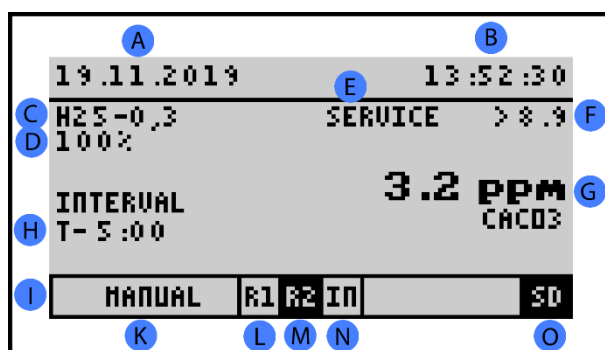 A B
19.11.2019 13:52:30
E
C H2S-0,3 SERVICE >8.9 F
D 100%
3.2 ppm G
INTERVAL CACO3
H T-5:00
I MANUAL R1 R2 IN SD
K L M N O